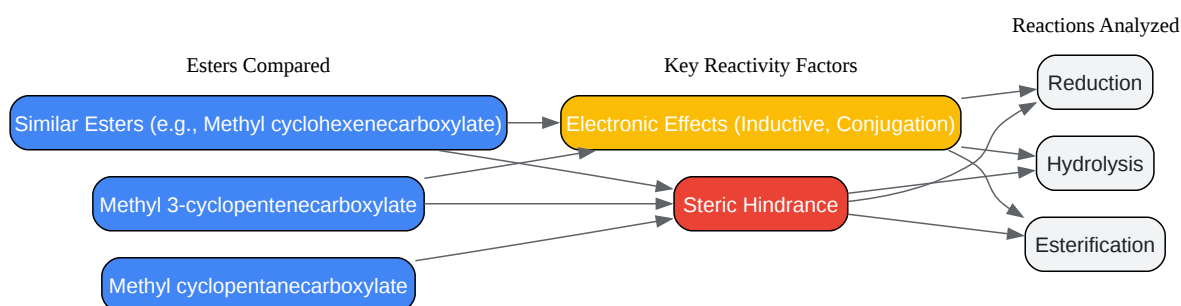 Reactions Analyzed
Esters Compared
Key Reactivity Factors
Reduction
Similar Esters (e.g., Methyl cyclohexenecarboxylate)
Electronic Effects (Inductive, Conjugation)
Hydrolysis
Methyl 3-cyclopentenecarboxylate
Steric Hindrance
Esterification
Methyl cyclopentanecarboxylate